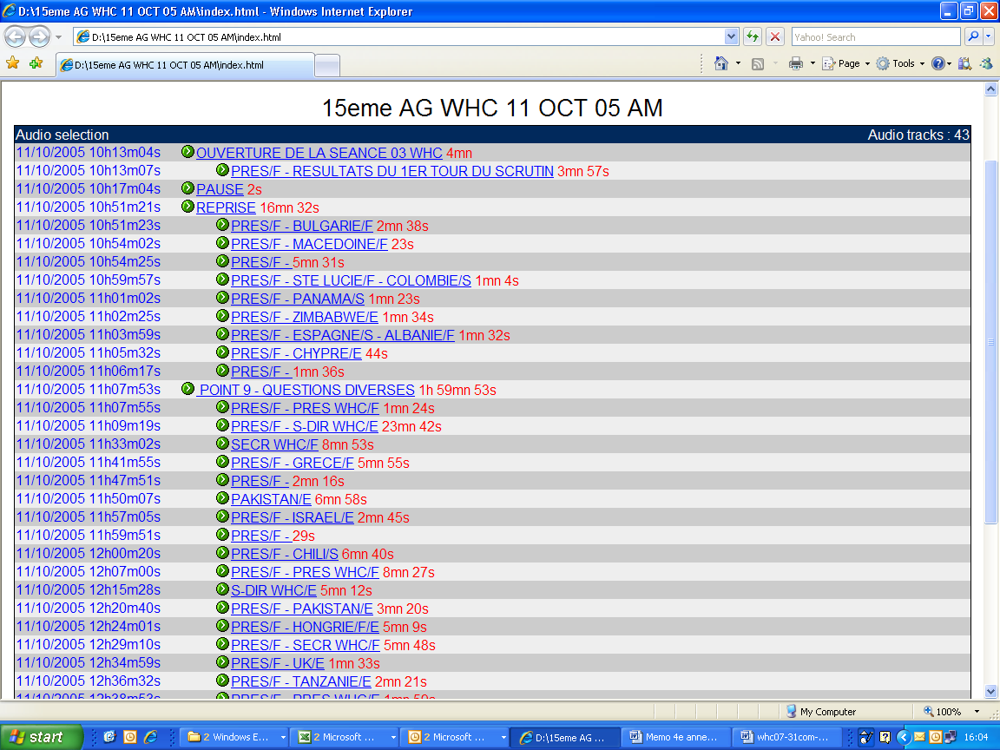 D:\15eme AG WHC 11 OCT 05 AM\index.html - Windows Internet Explorer
D:\15eme AG WHC 11 OCT 05 AM\index.html
Yahoo! Search
D:\15eme AG WHC 11 OCT 05 AM\index.html
Page Tools
15eme AG WHC 11 OCT 05 AM
Audio selection Audio tracks : 43
11/10/2005 10h13m04s OUVERTURE DE LA SEANCE 03 WHC 4mn
11/10/2005 10h13m07s PRES/F - RESULTATS DU 1ER TOUR DU SCRUTIN 3mn 57s
11/10/2005 10h17m04s PAUSE 2s
11/10/2005 10h51m21s REPRISE 16mn 32s
11/10/2005 10h51m23s PRES/F - BULGARIE/F 2mn 38s
11/10/2005 10h54m02s PRES/F - MACEDOINE/F 23s
11/10/2005 10h54m25s PRES/F - 5mn 31s
11/10/2005 10h59m57s PRES/F - STE LUCIE/F - COLOMBIE/S 1mn 4s
11/10/2005 11h01m02s PRES/F - PANAMA/S 1mn 23s
11/10/2005 11h02m25s PRES/F - ZIMBABWE/E 1mn 34s
11/10/2005 11h03m59s PRES/F - ESPAGNE/S - ALBANIE/F 1mn 32s
11/10/2005 11h05m32s PRES/F - CHYPRE/E 44s
11/10/2005 11h06m17s PRES/F - 1mn 36s
11/10/2005 11h07m53s POINT 9 - QUESTIONS DIVERSES 1h 59mn 53s
11/10/2005 11h07m55s PRES/F - PRES WHC/F 1mn 24s
11/10/2005 11h09m19s PRES/F - S-DIR WHC/E 23mn 42s
11/10/2005 11h33m02s SECR WHC/F 8mn 53s
11/10/2005 11h41m55s PRES/F - GRECE/F 5mn 55s
11/10/2005 11h47m51s PRES/F - 2mn 16s
11/10/2005 11h50m07s PAKISTAN/E 6mn 58s
11/10/2005 11h57m05s PRES/F - ISRAEL/E 2mn 45s
11/10/2005 11h59m51s PRES/F - 29s
11/10/2005 12h00m20s PRES/F - CHILI/S 6mn 40s
11/10/2005 12h07m00s PRES/F - PRES WHC/F 8mn 27s
11/10/2005 12h15m28s S-DIR WHC/E 5mn 12s
11/10/2005 12h20m40s PRES/F - PAKISTAN/E 3mn 20s
11/10/2005 12h24m01s PRES/F - HONGRIE/F/E 5mn 9s
11/10/2005 12h29m10s PRES/F - SECR WHC/F 5mn 48s
11/10/2005 12h34m59s PRES/F - UK/E 1mn 33s
11/10/2005 12h36m32s PRES/F - TANZANIE/E 2mn 21s
11/10/2005 12h38m53s PRES/F - PRES WHC/F 1mn 59s
My Computer 100%
start 2 Windows E... 2 Microsoft ... 2 Microsoft ... D:\15eme AG ... Memo 4e anne... whc07-31com-... 16:04